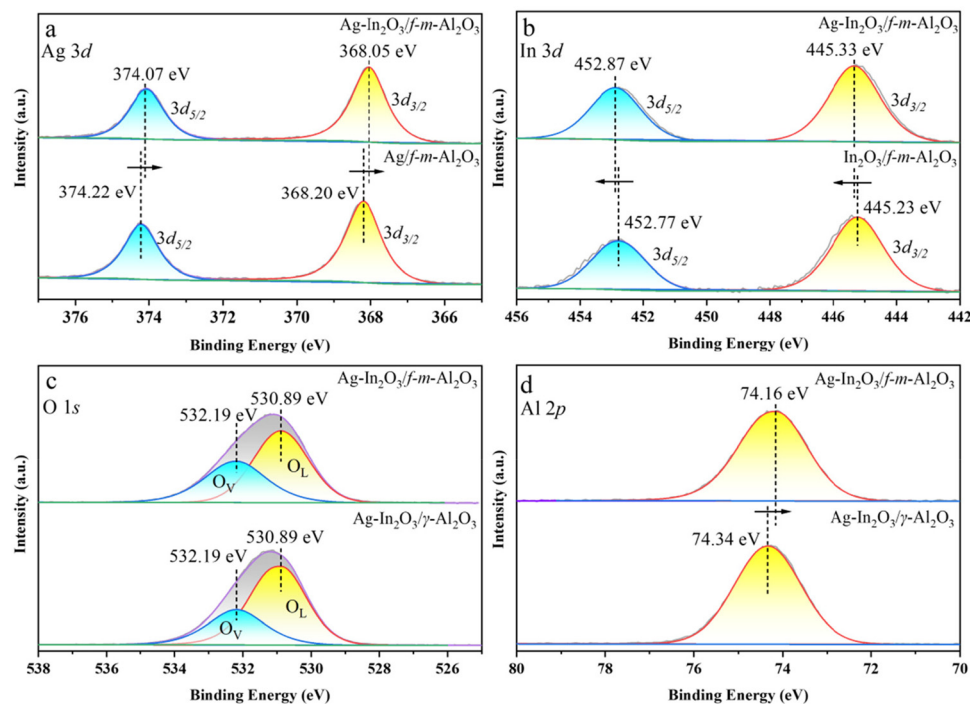 a
Ag 3d
Ag-In₂O₃/f-m-Al₂O₃
374.07 eV
368.05 eV
3d5/2
3d3/2
Ag/f-m-Al₂O₃
374.22 eV
368.20 eV
3d5/2
3d3/2
Intensity (a.u.)
376 374 372 370 368 366
Binding Energy (eV)
b
In 3d
Ag-In₂O₃/f-m-Al₂O₃
452.87 eV
445.33 eV
3d5/2
3d3/2
In₂O₃/f-m-Al₂O₃
452.77 eV
445.23 eV
3d5/2
3d3/2
Intensity (a.u.)
456 454 452 450 448 446 444 442
Binding Energy (eV)
c
O 1s
Ag-In₂O₃/f-m-Al₂O₃
532.19 eV
530.89 eV
OV
OL
Ag-In₂O₃/γ-Al₂O₃
532.19 eV
530.89 eV
OV
OL
Intensity (a.u.)
538 536 534 532 530 528 526
Binding Energy (eV)
d
Al 2p
Ag-In₂O₃/f-m-Al₂O₃
74.16 eV
Ag-In₂O₃/γ-Al₂O₃
74.34 eV
Intensity (a.u.)
80 78 76 74 72 70
Binding Energy (eV)